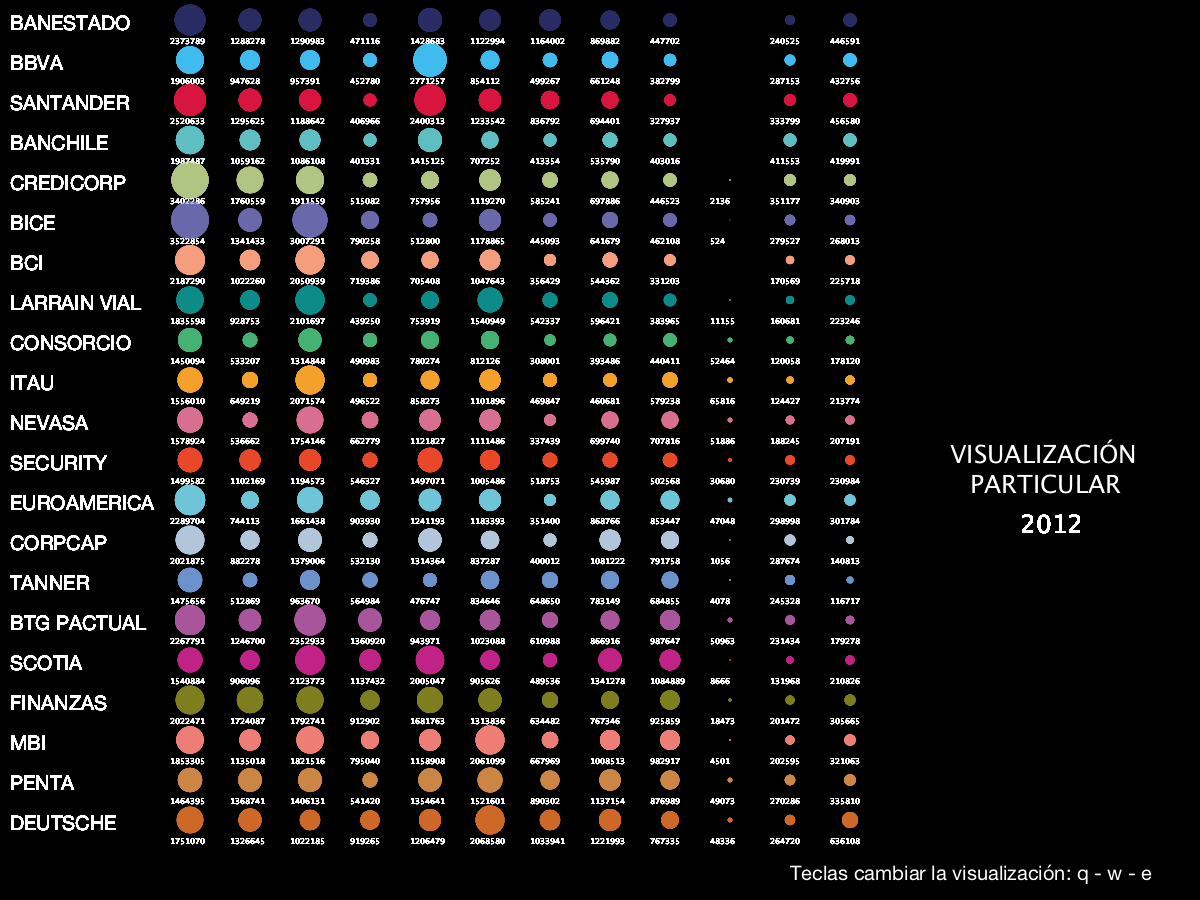 BANESTADO
2373789 1288278 1290983 471116 1428683 1122994 1164002 869882 447702 240525 446591
BBVA
1906003 947628 957391 452780 2771257 854112 499267 661248 382799 287153 432756
SANTANDER
2520633 1295625 1188642 406966 2400313 1233542 836792 694401 327937 333799 456580
BANCHILE
1987487 1059162 1086108 401331 1415125 707252 413354 535790 403016 411553 419991
CREDICORP
3402286 1760559 1911559 515082 757956 1119270 585241 697886 446523 2136 351177 340903
BICE
3522854 1341433 3007291 790258 512800 1178865 445093 641679 462108 524 279527 268013
BCI
2187290 1022260 2050939 719386 705408 1047643 356429 544362 331203 170569 225718
LARRAIN VIAL
1835598 928753 2101697 439250 753919 1540949 542337 596421 383965 11155 160681 223246
CONSORCIO
1450094 533207 1314848 490983 780274 812126 308001 393486 440411 52464 120058 178120
ITAU
1556010 649219 2071574 496522 858273 1101896 469847 460681 579238 65816 124427 213774
NEVASA
1578924 536662 1754146 662779 1121827 1111486 337439 699740 707816 51886 188245 207191
SECURITY
1499582 1102169 1194573 546327 1497071 1005486 518753 545987 502568 30680 230739 230984
EUROAMERICA
2289704 744113 1661438 903930 1241193 1183393 351400 868766 853447 47048 298998 301784
CORPCAP
2021875 882278 1379006 532130 1314364 837287 400012 1081222 791758 1056 287674 140813
TANNER
1475656 512869 963670 564984 476747 834646 648650 783149 684855 4078 245328 116717
BTG PACTUAL
2267791 1246700 2352933 1360920 943971 1023088 610988 866916 987647 50963 231434 179278
SCOTIA
1540884 906096 2123773 1137432 2005047 905626 489536 1341278 1084889 8666 131968 210826
FINANZAS
2022471 1724087 1792741 912902 1681763 1313836 634482 767346 925859 18473 201472 305665
MBI
1853305 1135018 1821516 795040 1158908 2061099 667969 1008513 982917 4501 202595 321063
PENTA
1464395 1368741 1406131 541420 1354641 1521601 890302 1137154 876989 49073 270286 335810
DEUTSCHE
1751070 1326645 1022185 919265 1206479 2068580 1033941 1221993 767335 48336 264720 636108
VISUALIZACIÓN
PARTICULAR
2012
Teclas cambiar la visualización: q - w - e